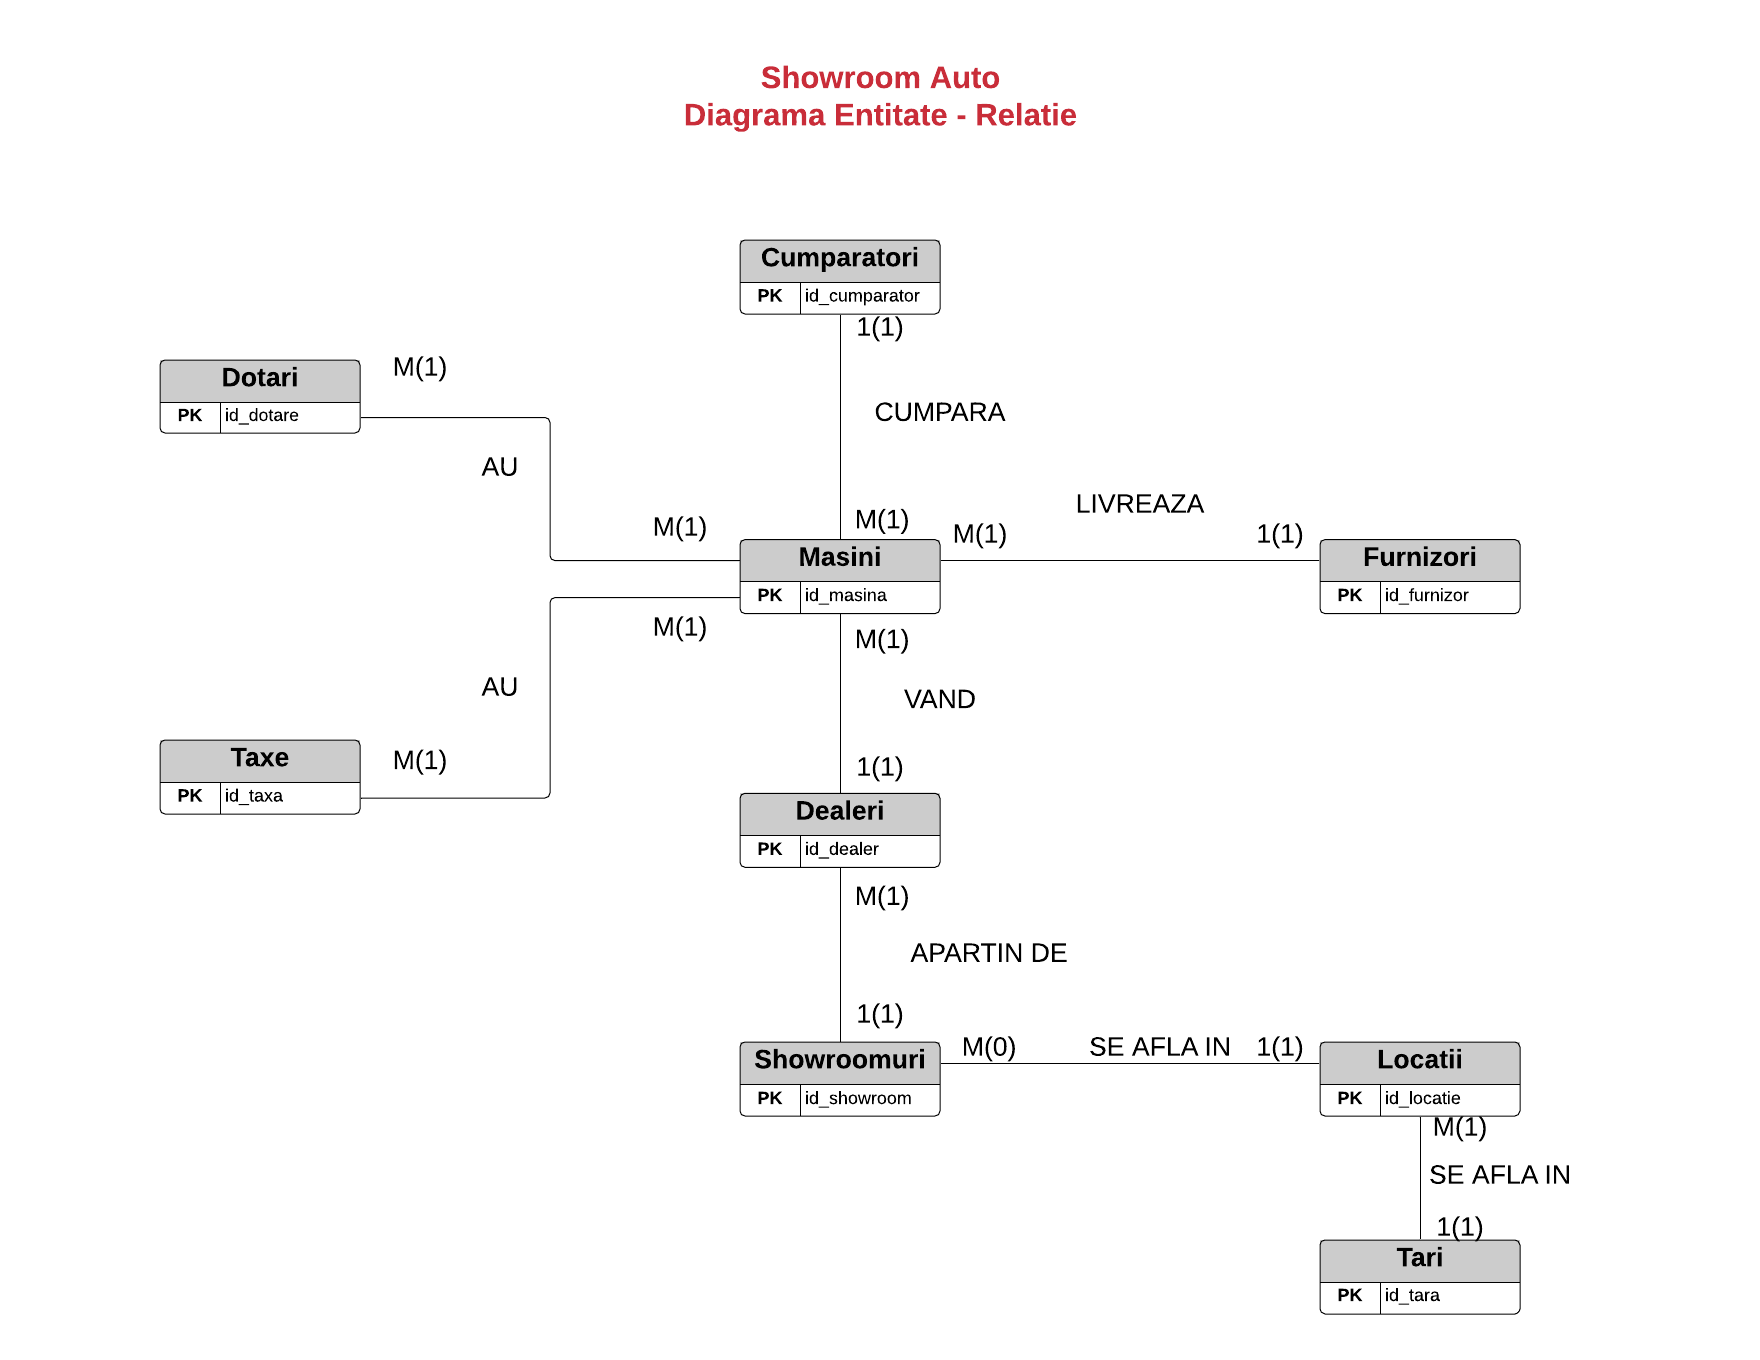 Showroom Auto
Diagrama Entitate - Relatie
Cumparatori
PK id_cumparator
1(1)
Dotari
PK id_dotare
M(1)
CUMPARA
AU
LIVREAZA
M(1)
M(1)
M(1)
1(1)
Masini
PK id_masina
Furnizori
PK id_furnizor
M(1)
M(1)
AU
VAND
Taxe
PK id_taxa
M(1)
1(1)
Dealeri
PK id_dealer
M(1)
APARTIN DE
1(1)
Showroomuri
PK id_showroom
M(0)
SE AFLA IN
1(1)
Locatii
PK id_locatie
M(1)
SE AFLA IN
1(1)
Tari
PK id_tara